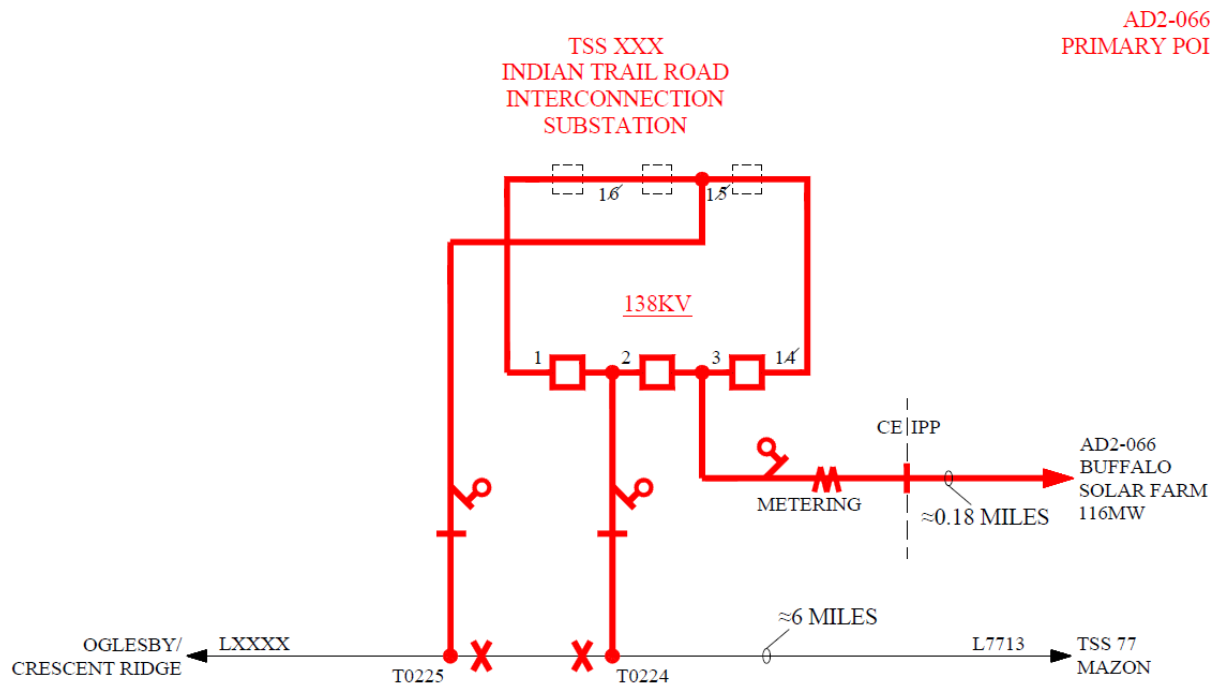 AD2-066
PRIMARY POI
TSS XXX
INDIAN TRAIL ROAD
INTERCONNECTION
SUBSTATION
16
15
138KV
1
2
3
14
CE
IPP
AD2-066
BUFFALO
SOLAR FARM
116MW
METERING
≈0.18 MILES
≈6 MILES
OGLESBY/
CRESCENT RIDGE
LXXXX
L7713
TSS 77
MAZON
T0225
T0224